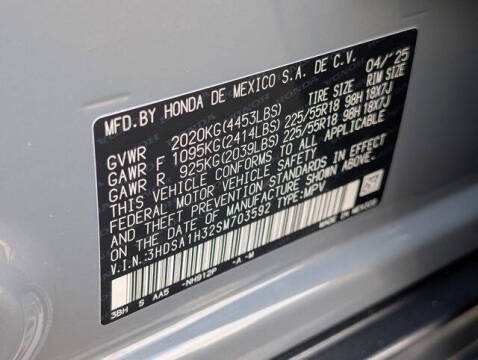 MFD.BY HONDA DE MEXICO S.A. DE C.V. 04/'25
TIRE SIZE RIM SIZE
GVWR 2020KG(4453LBS)
GAWR F 1095KG(2414LBS) 225/55R18 98H 18X7J
GAWR R 925KG(2039LBS) 225/55R18 98H 18X7J
THIS VEHICLE CONFORMS TO ALL APPLICABLE
FEDERAL MOTOR VEHICLE SAFETY
AND THEFT PREVENTION STANDARDS IN EFFECT
ON THE DATE OF MANUFACTURE SHOWN ABOVE.
V.I.N.:3HDSA1H32SM703592 TYPE:MPV
MADE IN MEXICO
3BH S AA5 -NH912P -A -M